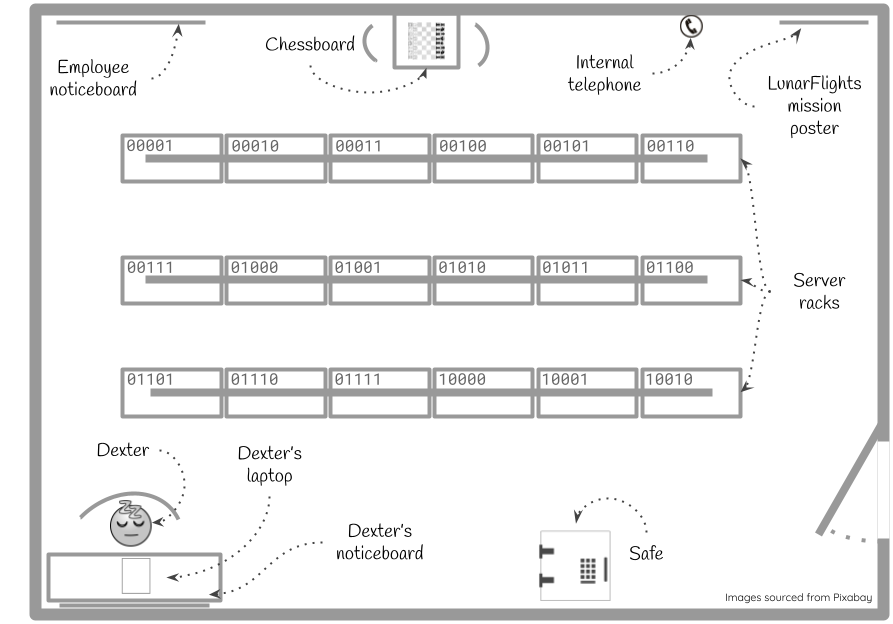 Employee
noticeboard
Chessboard
Internal
telephone
LunarFlights
mission
poster
00001 00010 00011 00100 00101 00110
00111 01000 01001 01010 01011 01100
Server
racks
01101 01110 01111 10000 10001 10010
Dexter
Dexter's
laptop
Dexter's
noticeboard
Safe
Images sourced from Pixabay